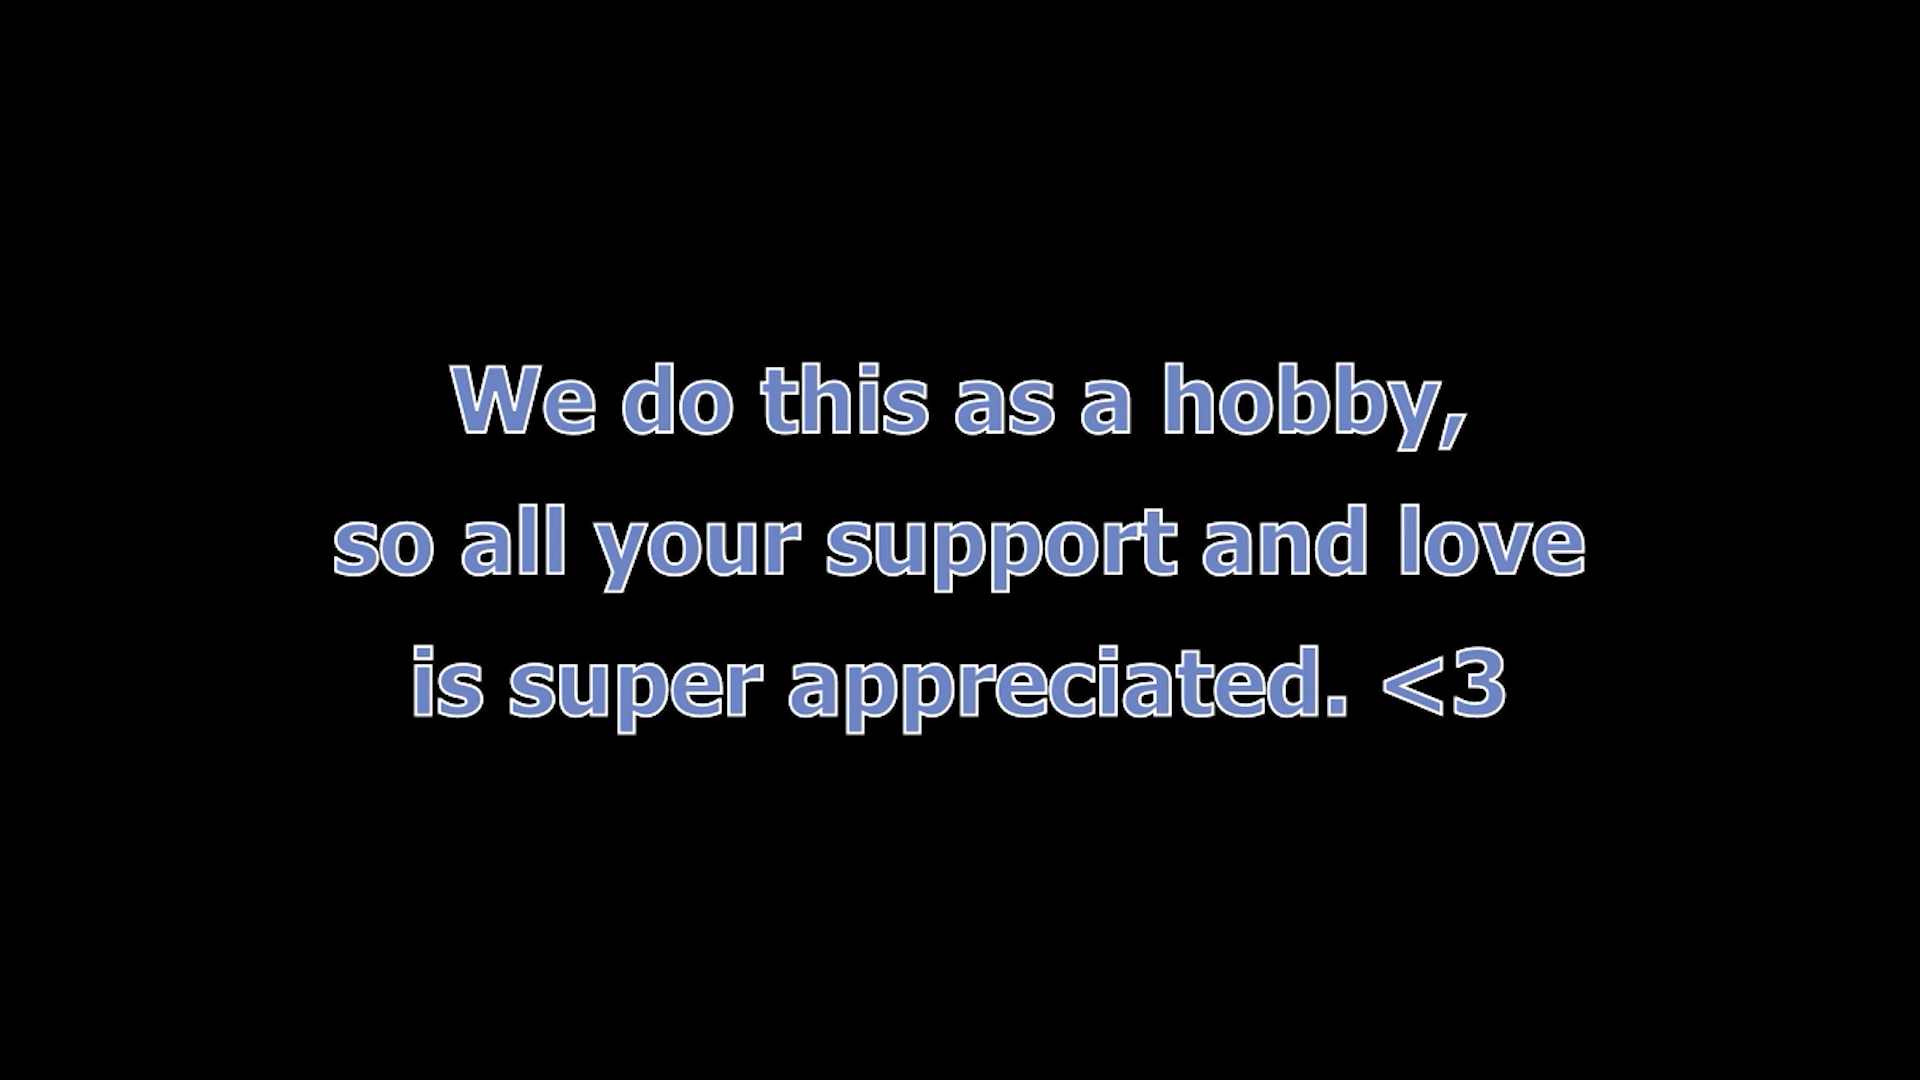 We do this as a hobby,
so all your support and love
is super appreciated. <3